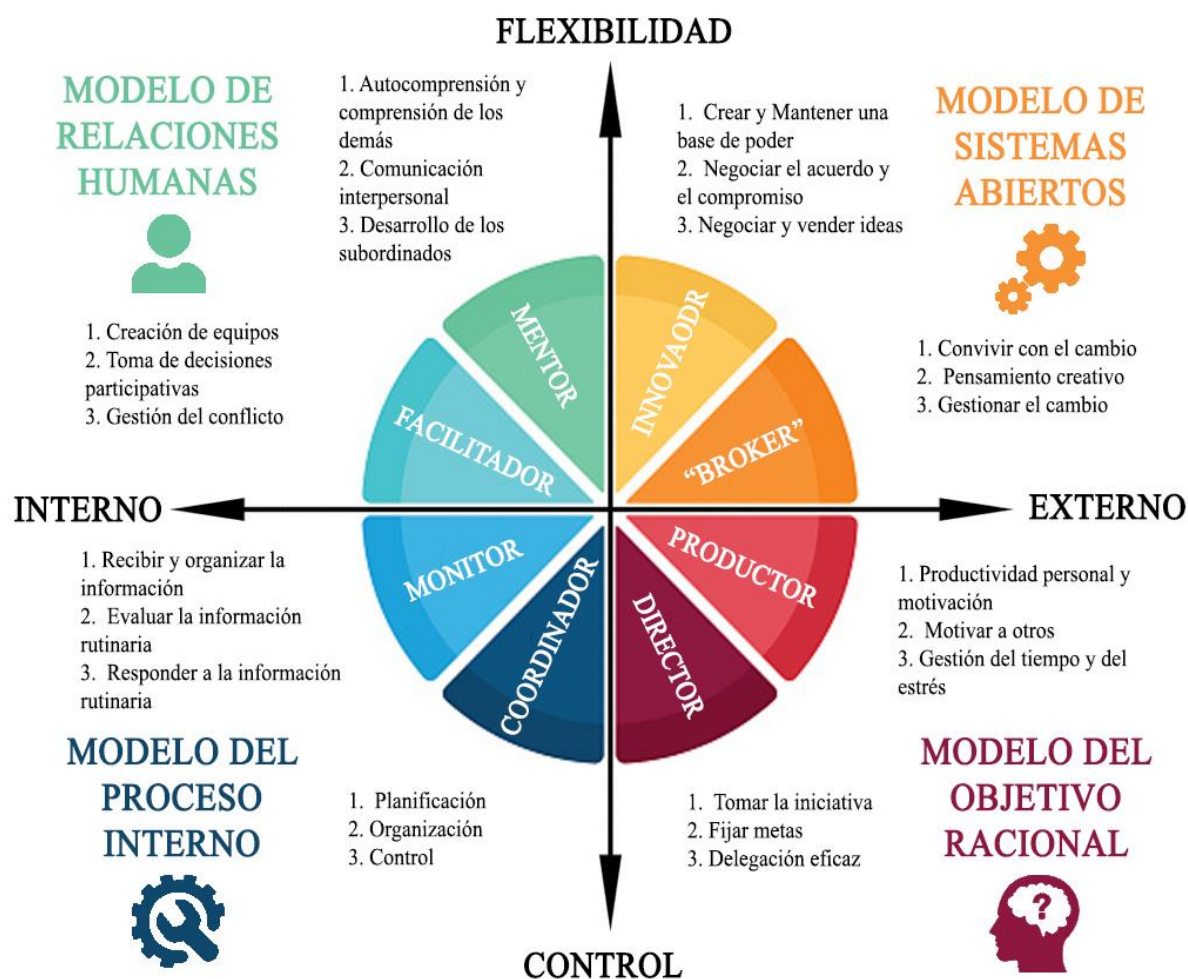 FLEXIBILIDAD
MODELO DE
RELACIONES
HUMANAS
1. Autocomprensión y
comprensión de los
demás
2. Comunicación
interpersonal
3. Desarrollo de los
subordinados
1. Crear y Mantener una
base de poder
2. Negociar el acuerdo y
el compromiso
3. Negociar y vender ideas
MODELO DE
SISTEMAS
ABIERTOS
1. Creación de equipos
2. Toma de decisiones
participativas
3. Gestión del conflicto
MENTOR
INNOVAODR
FACILITADOR
"BROKER"
1. Convivir con el cambio
2. Pensamiento creativo
3. Gestionar el cambio
INTERNO
EXTERNO
1. Recibir y organizar la
información
2. Evaluar la información
rutinaria
3. Responder a la información
rutinaria
MONITOR
COORDINADOR
DIRECTOR
PRODUCTOR
1. Productividad personal y
motivación
2. Motivar a otros
3. Gestión del tiempo y del
estrés
MODELO DEL
PROCESO
INTERNO
1. Planificación
2. Organización
3. Control
1. Tomar la iniciativa
2. Fijar metas
3. Delegación eficaz
MODELO DEL
OBJETIVO
RACIONAL
?
CONTROL